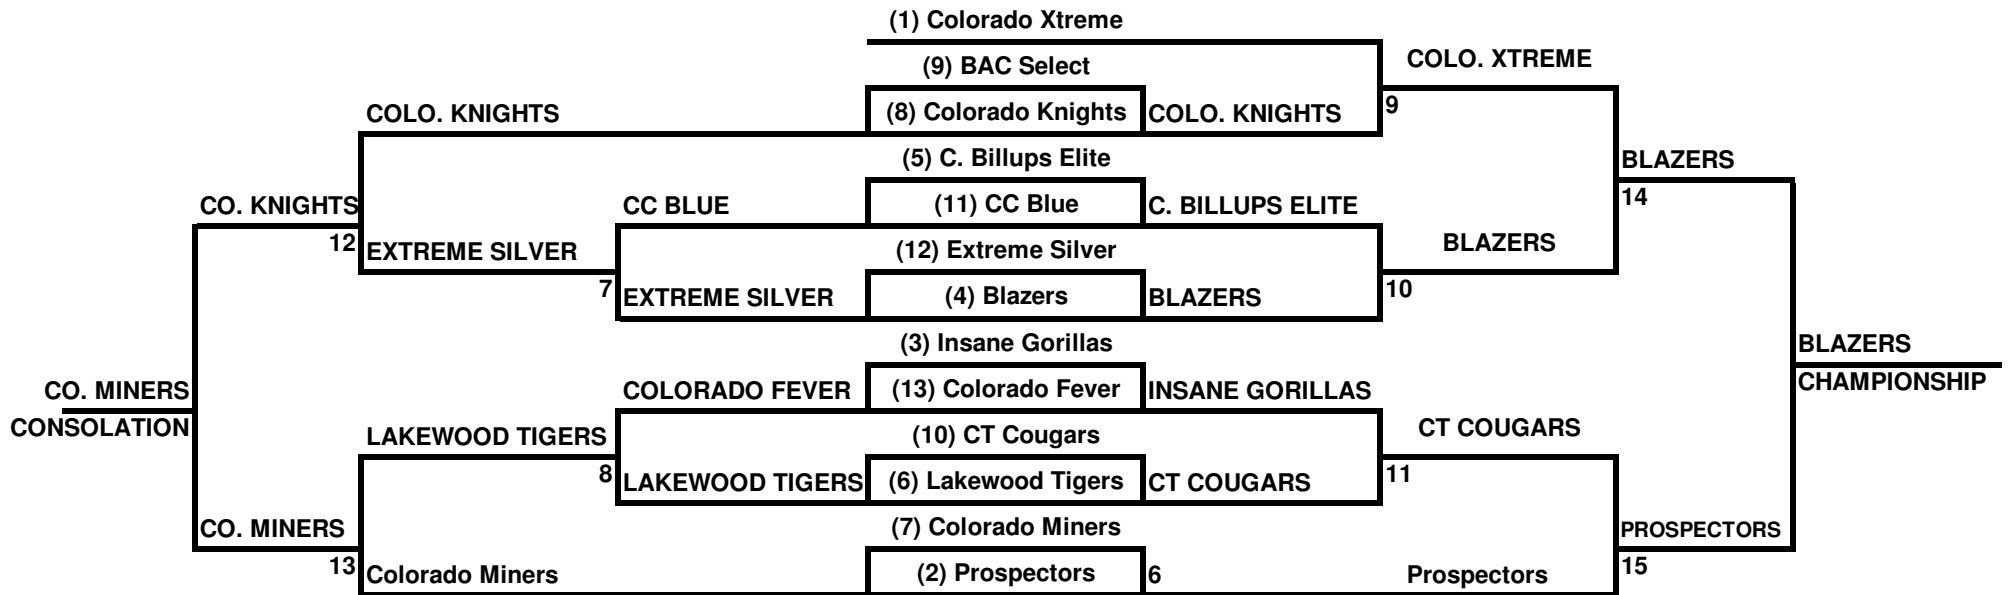 (1) Colorado Xtreme
COLO. XTREME
(9) BAC Select
COLO. KNIGHTS
(8) Colorado Knights
COLO. KNIGHTS
9
(5) C. Billups Elite
BLAZERS
CO. KNIGHTS
CC BLUE
(11) CC Blue
C. BILLUPS ELITE
14
12
EXTREME SILVER
(12) Extreme Silver
BLAZERS
7
EXTREME SILVER
(4) Blazers
BLAZERS
10
(3) Insane Gorillas
BLAZERS
CO. MINERS
COLORADO FEVER
(13) Colorado Fever
INSANE GORILLAS
CHAMPIONSHIP
CONSOLATION
LAKEWOOD TIGERS
(10) CT Cougars
CT COUGARS
8
LAKEWOOD TIGERS
(6) Lakewood Tigers
CT COUGARS
11
CO. MINERS
(7) Colorado Miners
PROSPECTORS
13
Colorado Miners
(2) Prospectors
6
Prospectors
15